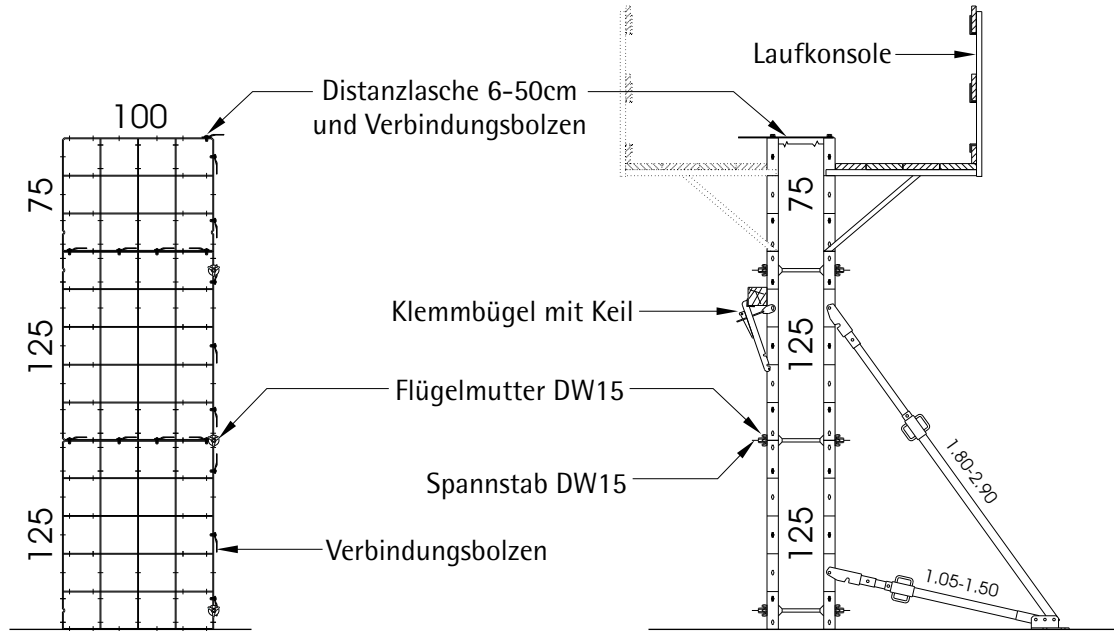 Laufkonsole
Distanzlasche 6-50cm
und Verbindungsbolzen
100
75
75
Klemmbügel mit Keil
125
125
Flügelmutter DW15
1.80-2.90
Spannstab DW15
125
125
Verbindungsbolzen
1.05-1.50